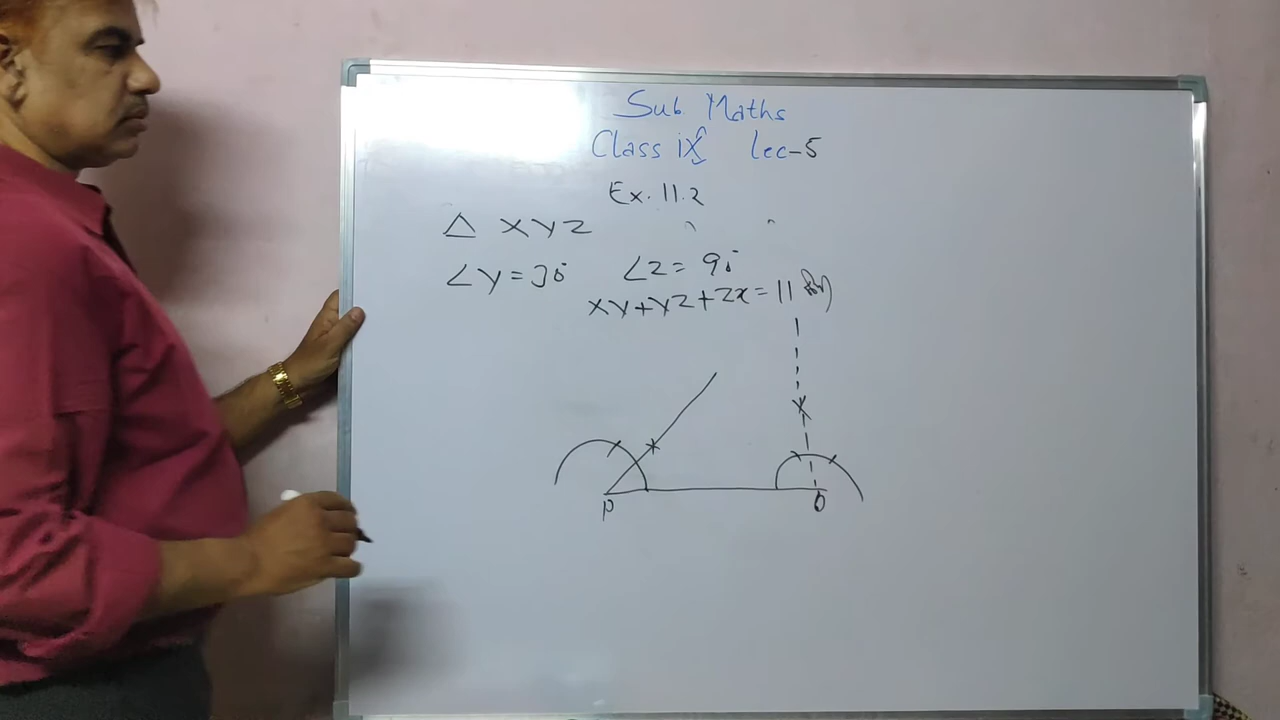 Sub Maths
Class iX Lec-5
Ex. 11.2
△ XYZ
∠Y = 30° ∠Z = 90°
XY + YZ + ZX = 11
P Q